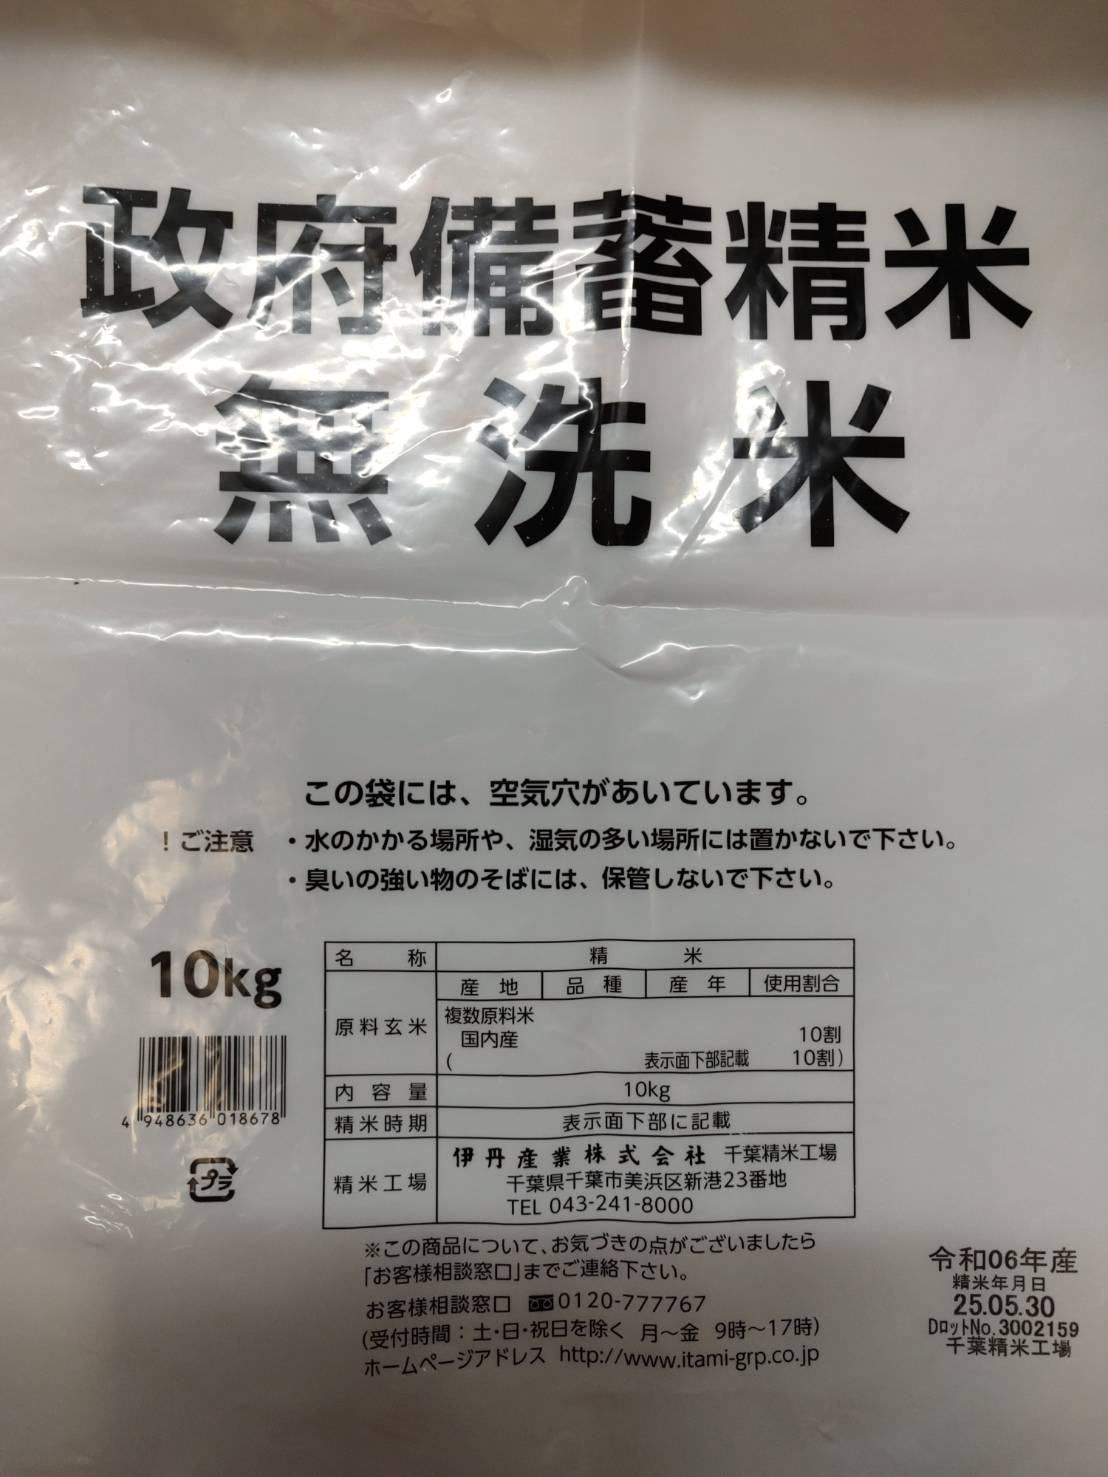 政府備蓄精米
無洗米
この袋には、空気穴があいています。
！ご注意 ・水のかかる場所や、湿気の多い場所には置かないで下さい。
・臭いの強い物のそばには、保管しないで下さい。
10kg
4 948636 018678
プラ
名称 精米
原料玄米 産地 品種 産年 使用割合
複数原料米
国内産 10割
( 表示面下部記載 10割)
内容量 10kg
精米時期 表示面下部に記載
精米工場 伊丹産業株式会社 千葉精米工場
千葉県千葉市美浜区新港23番地
TEL 043-241-8000
※この商品について、お気づきの点がございましたら
「お客様相談窓口」までご連絡下さい。
お客様相談窓口 0120-777767
(受付時間：土・日・祝日を除く 月〜金 9時〜17時)
ホームページアドレス http://www.itami-grp.co.jp
令和06年産
精米年月日
25.05.30
DロットNo.3002159
千葉精米工場